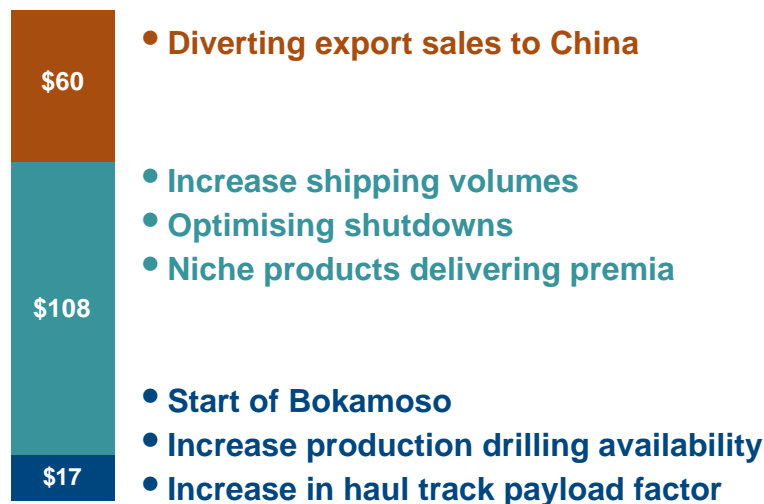 • Diverting export sales to China
$60
• Increase shipping volumes
• Optimising shutdowns
• Niche products delivering premia
$108
• Start of Bokamoso
• Increase production drilling availability
$17
• Increase in haul track payload factor